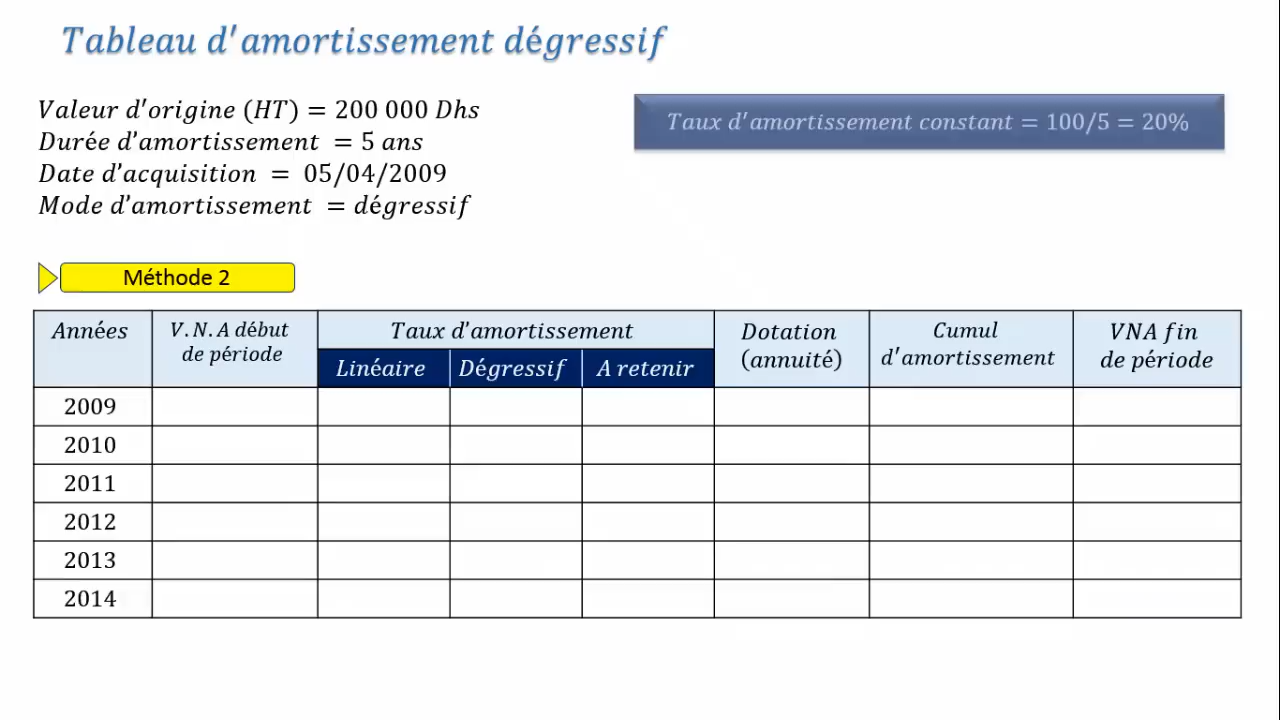 Tableau d'amortissement dégressif
Valeur d'origine (HT) = 200 000 Dhs
Durée d'amortissement = 5 ans
Date d'acquisition = 05/04/2009
Mode d'amortissement = dégressif
Taux d'amortissement constant = 100/5 = 20%
Méthode 2
Années
V.N.A début
de période
Taux d'amortissement
Linéaire
Dégressif
A retenir
Dotation
(annuité)
Cumul
d'amortissement
VNA fin
de période
2009
2010
2011
2012
2013
2014